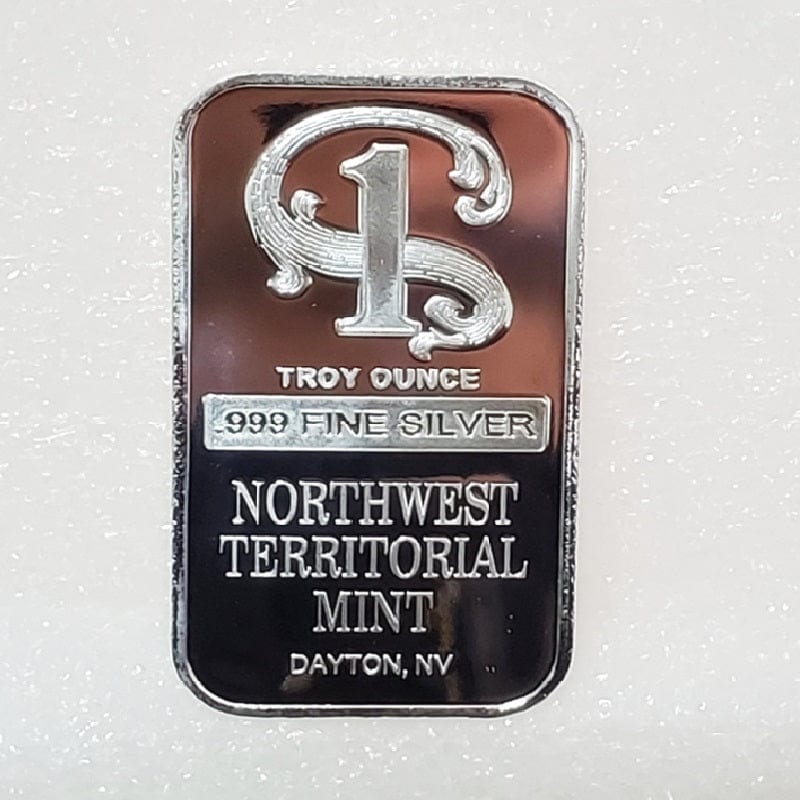 1
TROY OUNCE
.999 FINE SILVER
NORTHWEST
TERRITORIAL
MINT
DAYTON, NV